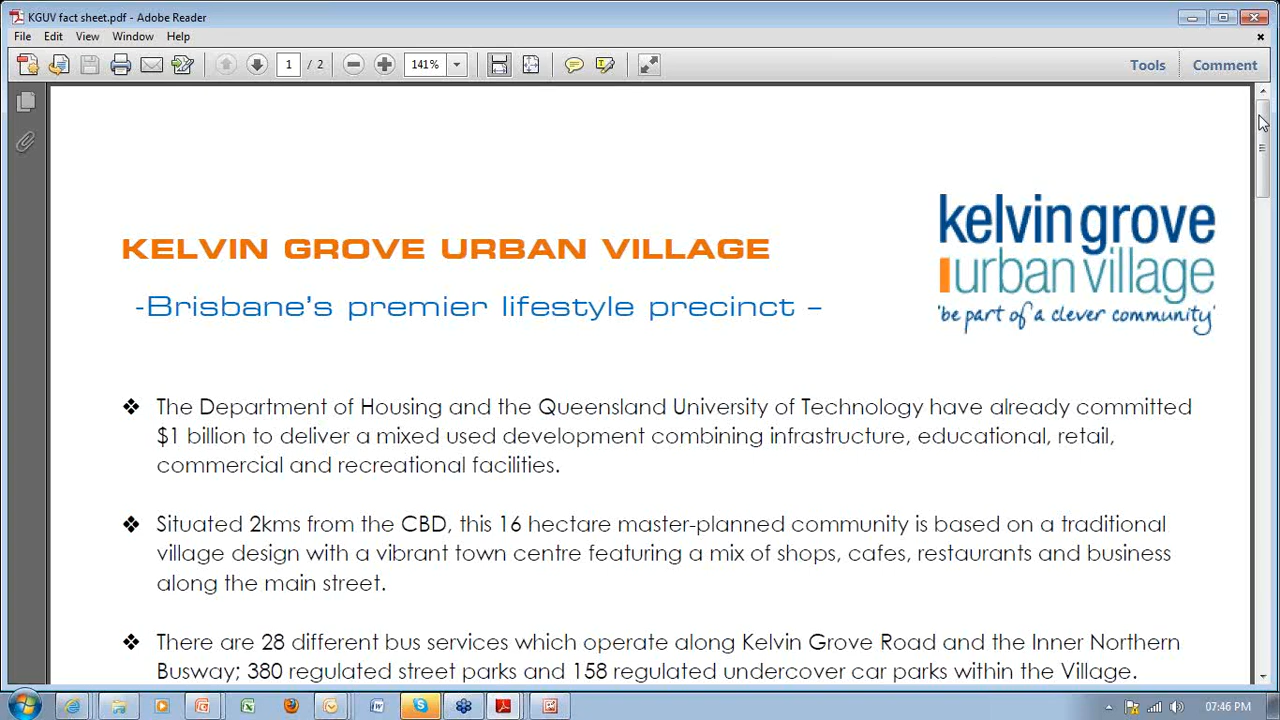 KGUV fact sheet.pdf - Adobe Reader
File Edit View Window Help
1 / 2 141% Tools Comment
kelvin grove
urban village
'be part of a clever community'
KELVIN GROVE URBAN VILLAGE
-Brisbane's premier lifestyle precinct –
❖ The Department of Housing and the Queensland University of Technology have already committed
$1 billion to deliver a mixed used development combining infrastructure, educational, retail,
commercial and recreational facilities.
❖ Situated 2kms from the CBD, this 16 hectare master-planned community is based on a traditional
village design with a vibrant town centre featuring a mix of shops, cafes, restaurants and business
along the main street.
❖ There are 28 different bus services which operate along Kelvin Grove Road and the Inner Northern
Busway; 380 regulated street parks and 158 regulated undercover car parks within the Village.
07:46 PM